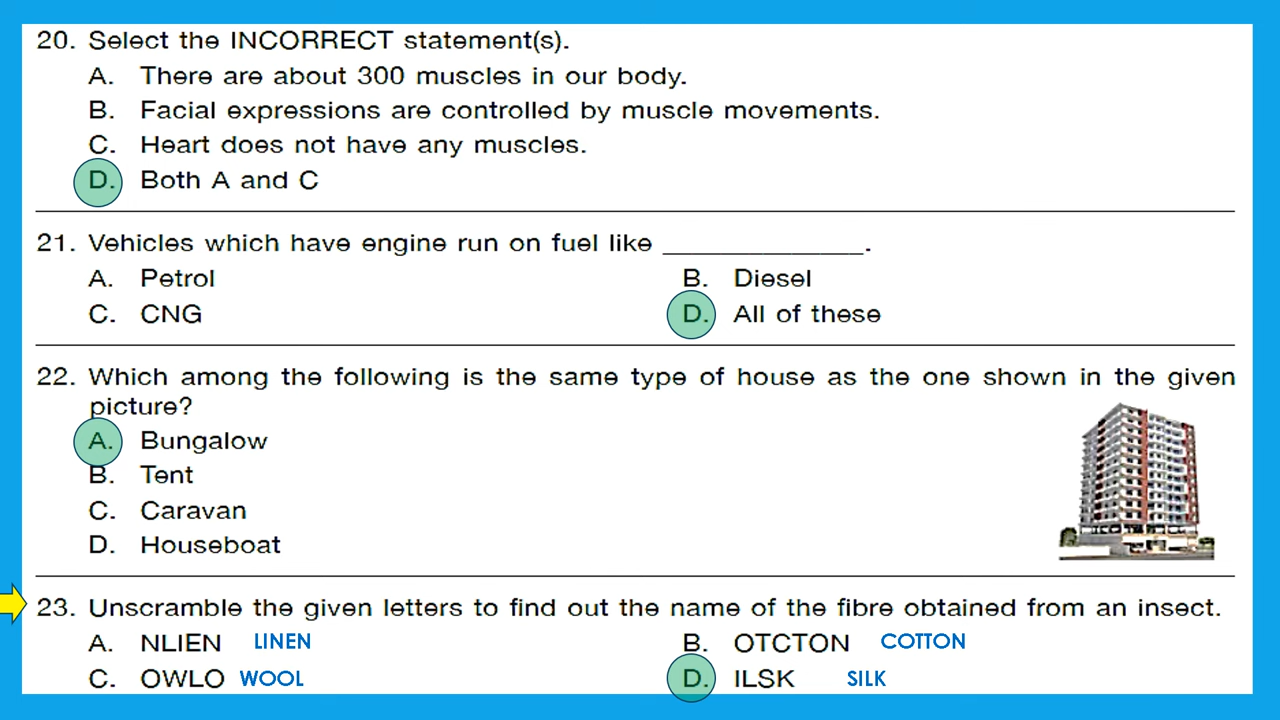 20. Select the INCORRECT statement(s).
A. There are about 300 muscles in our body.
B. Facial expressions are controlled by muscle movements.
C. Heart does not have any muscles.
D. Both A and C
21. Vehicles which have engine run on fuel like ______________.
A. Petrol B. Diesel
C. CNG D. All of these
22. Which among the following is the same type of house as the one shown in the given
picture?
A. Bungalow
B. Tent
C. Caravan
D. Houseboat
23. Unscramble the given letters to find out the name of the fibre obtained from an insect.
A. NLIEN LINEN B. OTCTON COTTON
C. OWLO WOOL D. ILSK SILK